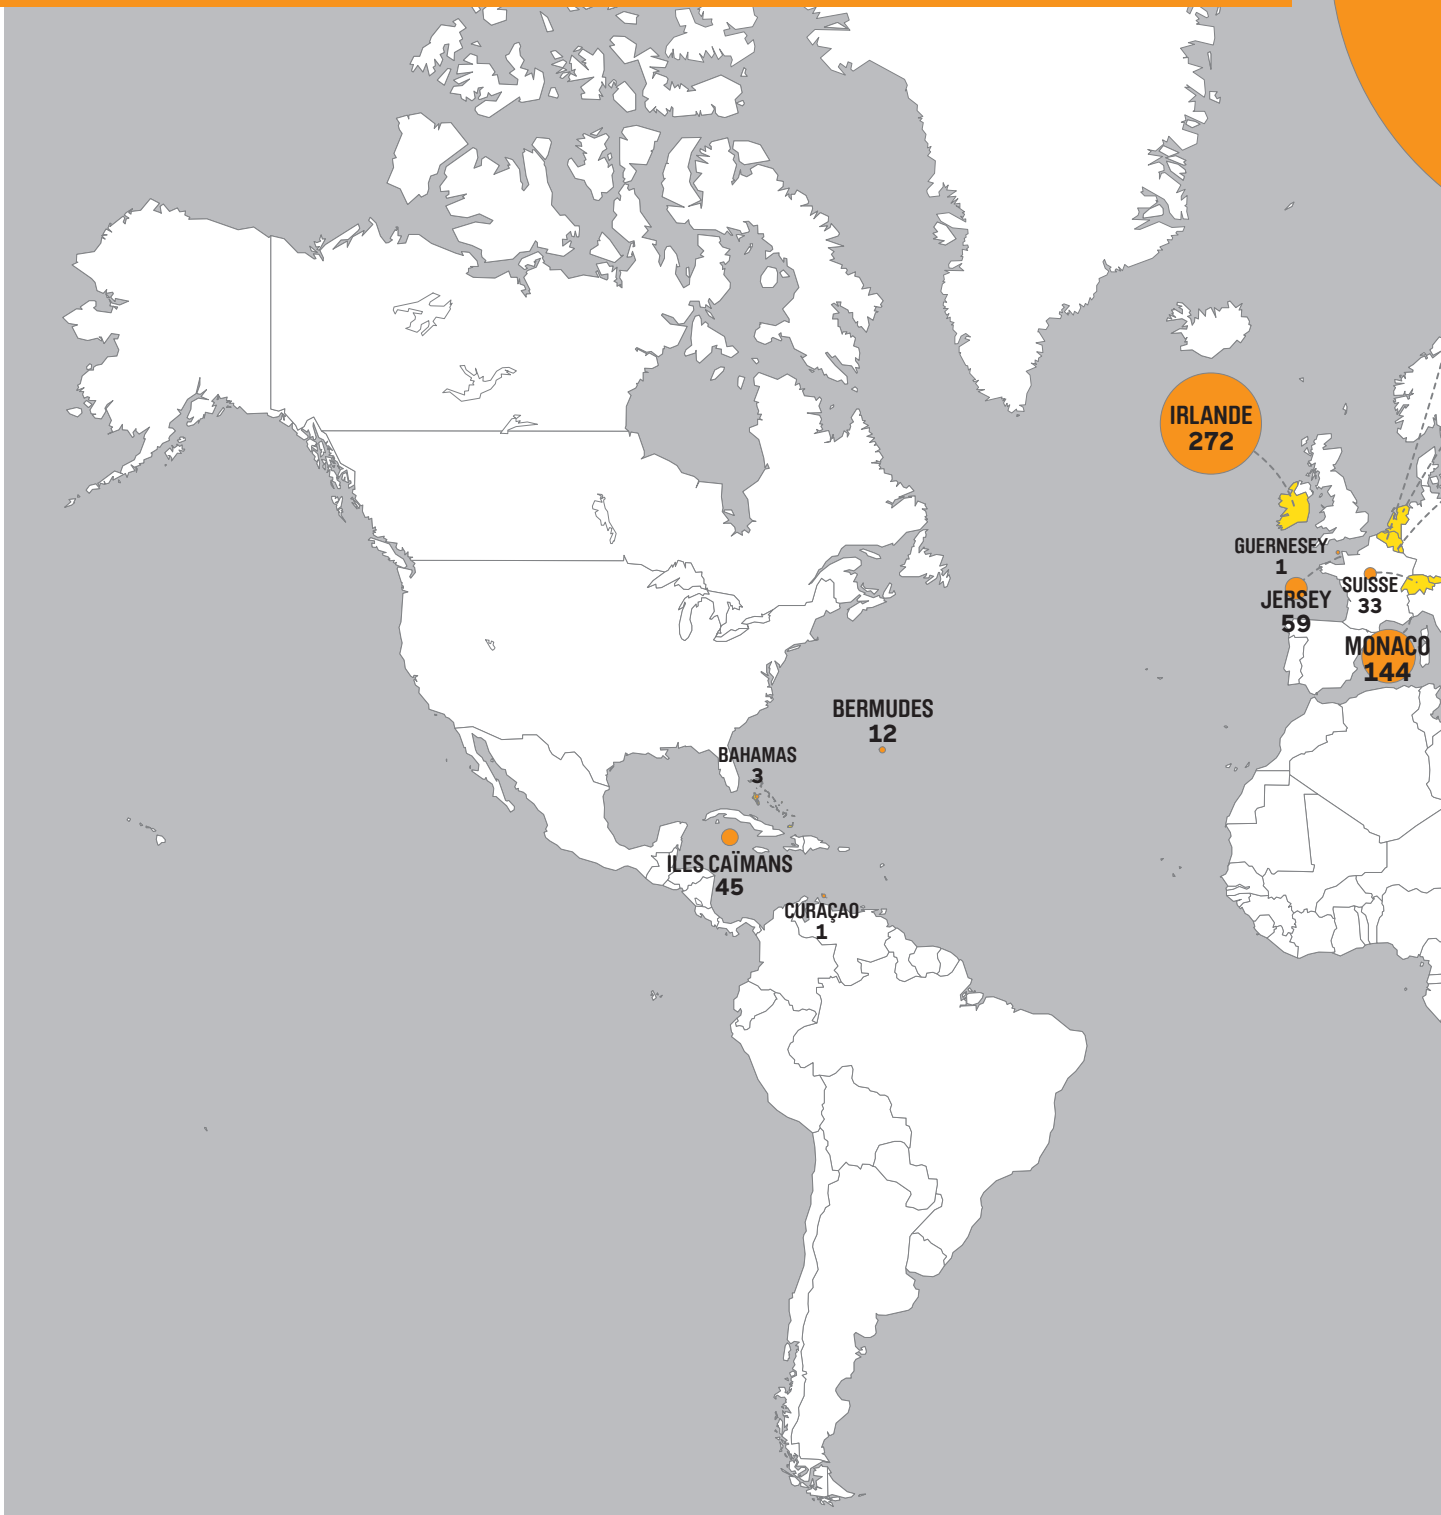 IRLANDE
272
GUERNESEY
1
SUISSE
33
JERSEY
59
MONACO
144
BERMUDES
12
BAHAMAS
3
ILES CAÏMANS
45
CURAÇAO
1